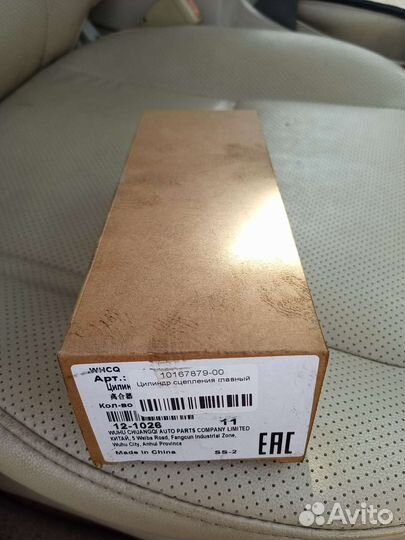 WHCQ
Арт.:
10167879-00
Цилин
Цилиндр сцепления главный
离合器
Кол-во
12-1026
11
WUHU CHUANGQI AUTO PARTS COMPANY LIMITED
КИТАЙ, 5 Weiba Road, Fangcun Industrial Zone,
Wuhu City, Anhui Province
Made in China
SS-2
EAC
Avito